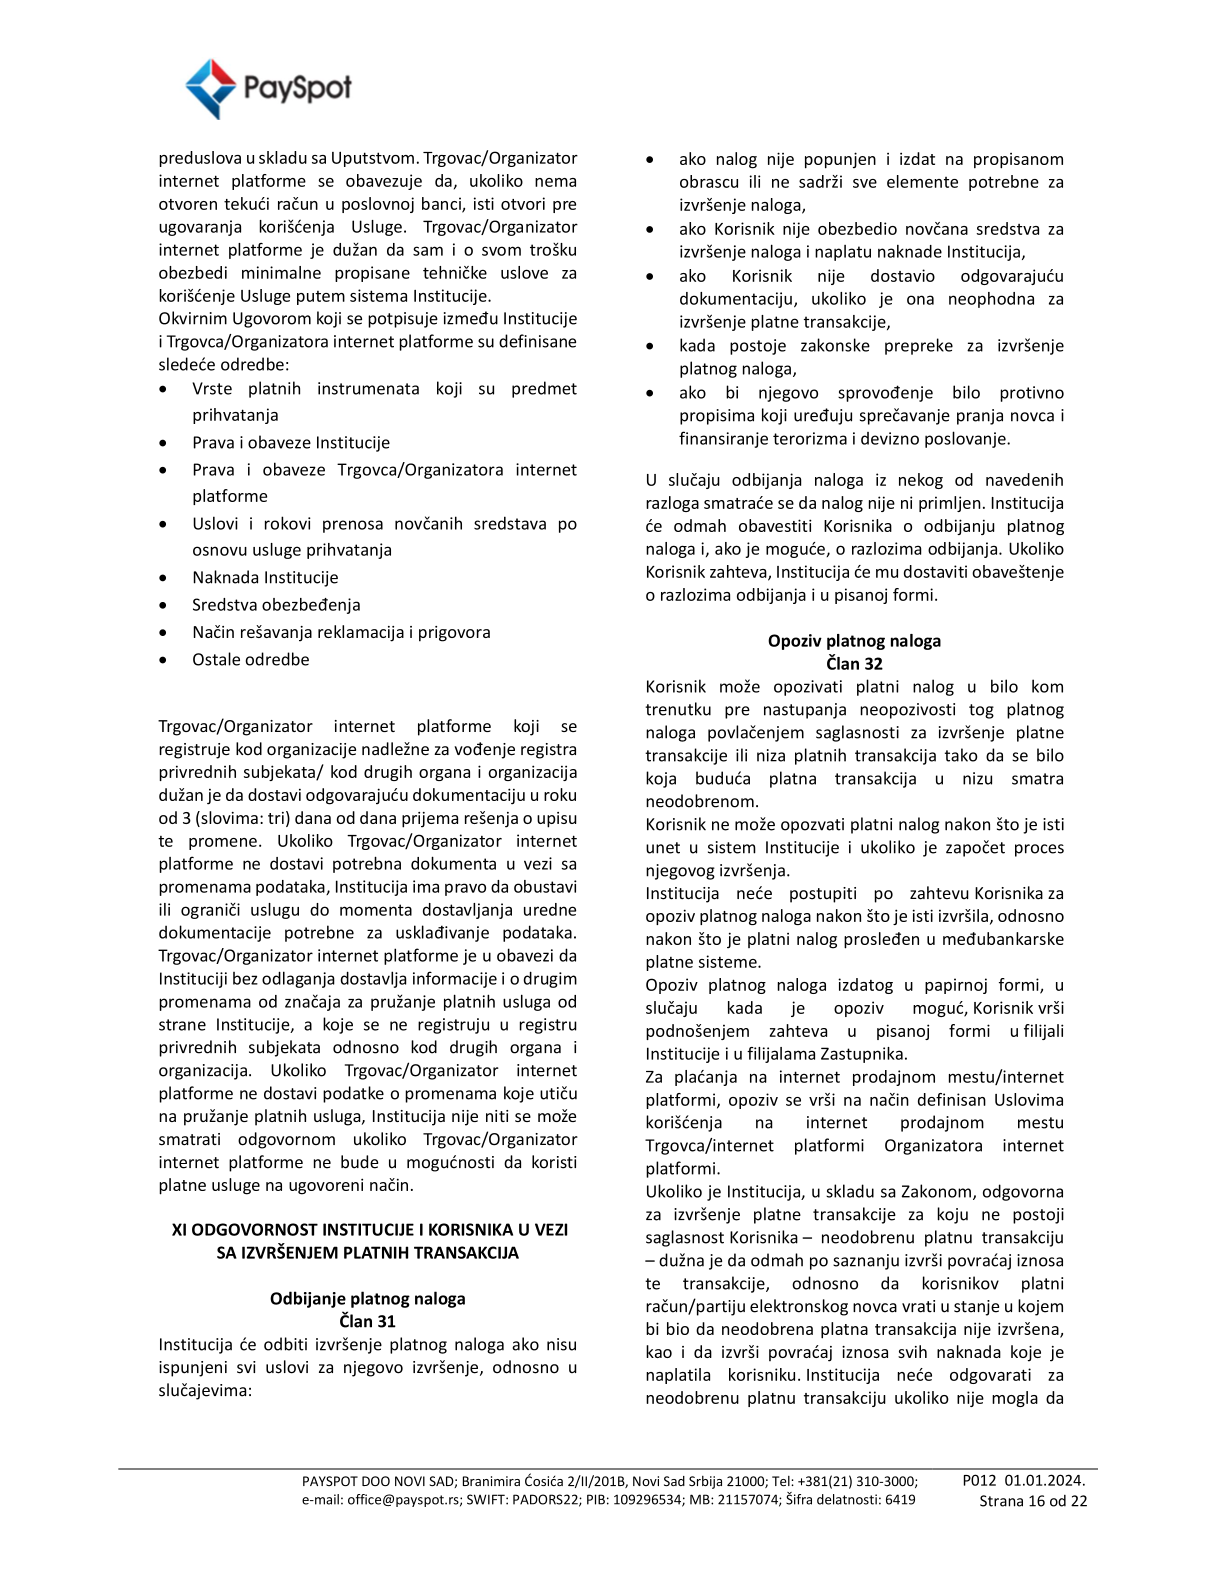 PaySpot
preduslova u skladu sa Uputstvom. Trgovac/Organizator
internet platforme se obavezuje da, ukoliko nema
otvoren tekući račun u poslovnoj banci, isti otvori pre
ugovaranja korišćenja Usluge. Trgovac/Organizator
internet platforme je dužan da sam i o svom trošku
obezbedi minimalne propisane tehničke uslove za
korišćenje Usluge putem sistema Institucije.
Okvirnim Ugovorom koji se potpisuje između Institucije
i Trgovca/Organizatora internet platforme su definisane
sledeće odredbe:
• Vrste platnih instrumenata koji su predmet
prihvatanja
• Prava i obaveze Institucije
• Prava i obaveze Trgovca/Organizatora internet
platforme
• Uslovi i rokovi prenosa novčanih sredstava po
osnovu usluge prihvatanja
• Naknada Institucije
• Sredstva obezbeđenja
• Način rešavanja reklamacija i prigovora
• Ostale odredbe
Trgovac/Organizator internet platforme koji se
registruje kod organizacije nadležne za vođenje registra
privrednih subjekata/ kod drugih organa i organizacija
dužan je da dostavi odgovarajuću dokumentaciju u roku
od 3 (slovima: tri) dana od dana prijema rešenja o upisu
te promene. Ukoliko Trgovac/Organizator internet
platforme ne dostavi potrebna dokumenta u vezi sa
promenama podataka, Institucija ima pravo da obustavi
ili ograniči uslugu do momenta dostavljanja uredne
dokumentacije potrebne za usklađivanje podataka.
Trgovac/Organizator internet platforme je u obavezi da
Instituciji bez odlaganja dostavlja informacije i o drugim
promenama od značaja za pružanje platnih usluga od
strane Institucije, a koje se ne registruju u registru
privrednih subjekata odnosno kod drugih organa i
organizacija. Ukoliko Trgovac/Organizator internet
platforme ne dostavi podatke o promenama koje utiču
na pružanje platnih usluga, Institucija nije niti se može
smatrati odgovornom ukoliko Trgovac/Organizator
internet platforme ne bude u mogućnosti da koristi
platne usluge na ugovoreni način.
XI ODGOVORNOST INSTITUCIJE I KORISNIKA U VEZI
SA IZVRŠENJEM PLATNIH TRANSAKCIJA
Odbijanje platnog naloga
Član 31
Institucija će odbiti izvršenje platnog naloga ako nisu
ispunjeni svi uslovi za njegovo izvršenje, odnosno u
slučajevima:
• ako nalog nije popunjen i izdat na propisanom
obrascu ili ne sadrži sve elemente potrebne za
izvršenje naloga,
• ako Korisnik nije obezbedio novčana sredstva za
izvršenje naloga i naplatu naknade Institucija,
• ako Korisnik nije dostavio odgovarajuću
dokumentaciju, ukoliko je ona neophodna za
izvršenje platne transakcije,
• kada postoje zakonske prepreke za izvršenje
platnog naloga,
• ako bi njegovo sprovođenje bilo protivno
propisima koji uređuju sprečavanje pranja novca i
finansiranje terorizma i devizno poslovanje.
U slučaju odbijanja naloga iz nekog od navedenih
razloga smatraće se da nalog nije ni primljen. Institucija
će odmah obavestiti Korisnika o odbijanju platnog
naloga i, ako je moguće, o razlozima odbijanja. Ukoliko
Korisnik zahteva, Institucija će mu dostaviti obaveštenje
o razlozima odbijanja i u pisanoj formi.
Opoziv platnog naloga
Član 32
Korisnik može opozivati platni nalog u bilo kom
trenutku pre nastupanja neopozivosti tog platnog
naloga povlačenjem saglasnosti za izvršenje platne
transakcije ili niza platnih transakcija tako da se bilo
koja buduća platna transakcija u nizu smatra
neodobrenom.
Korisnik ne može opozvati platni nalog nakon što je isti
unet u sistem Institucije i ukoliko je započet proces
njegovog izvršenja.
Institucija neće postupiti po zahtevu Korisnika za
opoziv platnog naloga nakon što je isti izvršila, odnosno
nakon što je platni nalog prosleđen u međubankarske
platne sisteme.
Opoziv platnog naloga izdatog u papirnoj formi, u
slučaju kada je opoziv moguć, Korisnik vrši
podnošenjem zahteva u pisanoj formi u filijali
Institucije i u filijalama Zastupnika.
Za plaćanja na internet prodajnom mestu/internet
platformi, opoziv se vrši na način definisan Uslovima
korišćenja na internet prodajnom mestu
Trgovca/internet platformi Organizatora internet
platformi.
Ukoliko je Institucija, u skladu sa Zakonom, odgovorna
za izvršenje platne transakcije za koju ne postoji
saglasnost Korisnika – neodobrenu platnu transakciju
– dužna je da odmah po saznanju izvrši povraćaj iznosa
te transakcije, odnosno da korisnikov platni
račun/partiju elektronskog novca vrati u stanje u kojem
bi bio da neodobrena platna transakcija nije izvršena,
kao i da izvrši povraćaj iznosa svih naknada koje je
naplatila korisniku. Institucija neće odgovarati za
neodobrenu platnu transakciju ukoliko nije mogla da
PAYSPOT DOO NOVI SAD; Branimira Ćosića 2/II/201B, Novi Sad Srbija 21000; Tel: +381(21) 310-3000;
e-mail: office@payspot.rs; SWIFT: PADORS22; PIB: 109296534; MB: 21157074; Šifra delatnosti: 6419
P012 01.01.2024.
Strana 16 od 22